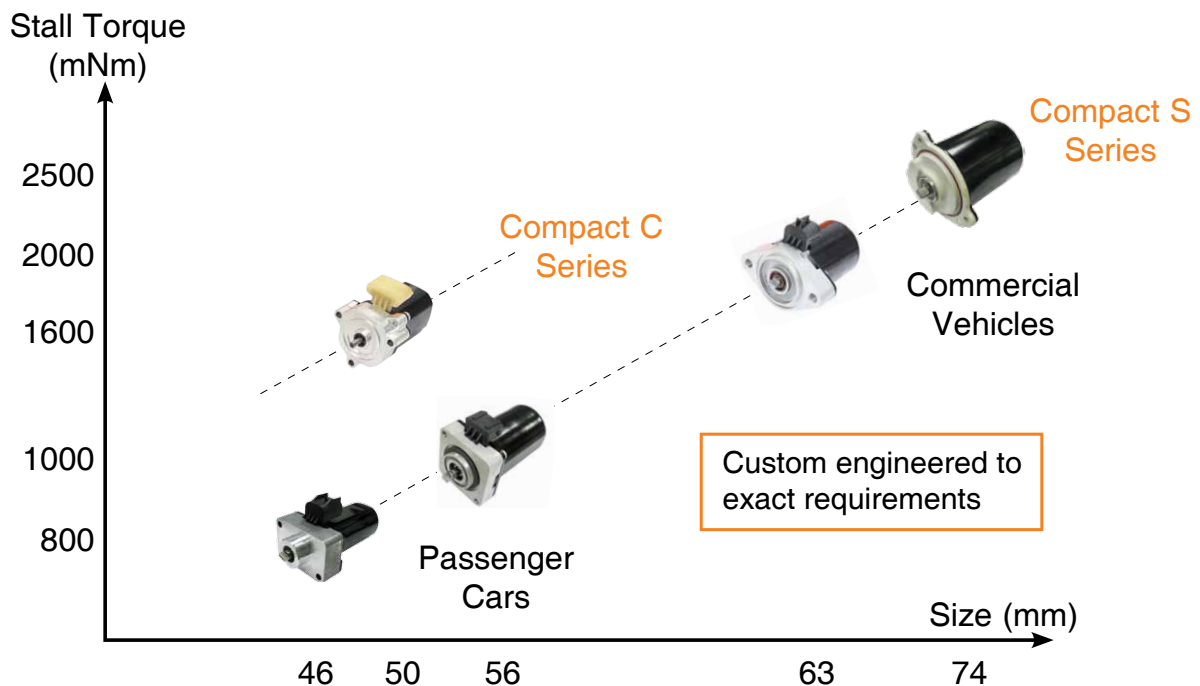 Stall Torque
(mNm)
Compact S
Series
2500
Compact C
Series
2000
Commercial
Vehicles
1600
1000
Custom engineered to
exact requirements
800
Passenger
Cars
Size (mm)
46 50 56 63 74